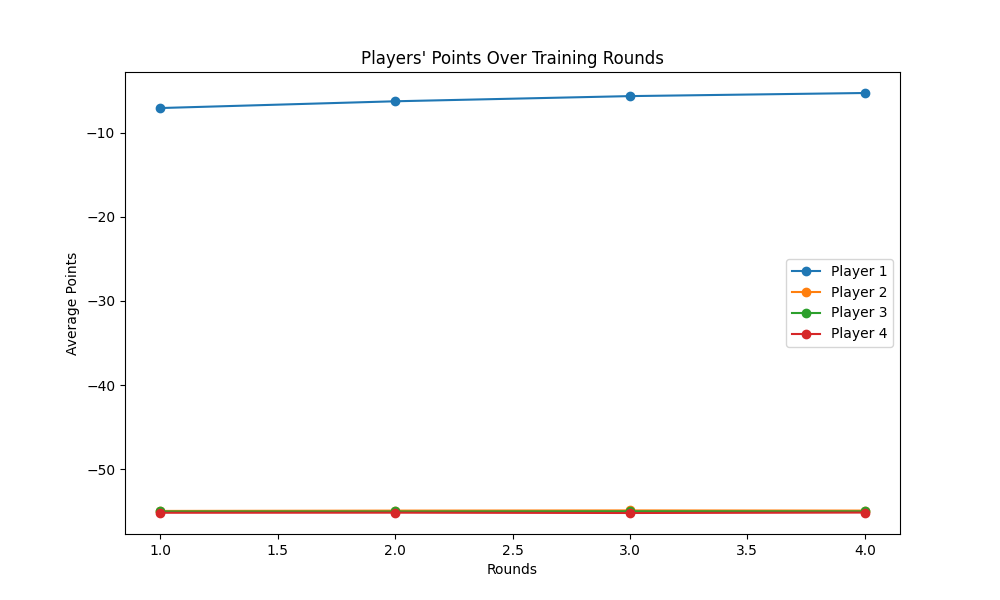 Players' Points Over Training Rounds
Average Points
−10
−20
−30
−40
−50
Player 1
Player 2
Player 3
Player 4
1.0 1.5 2.0 2.5 3.0 3.5 4.0
Rounds